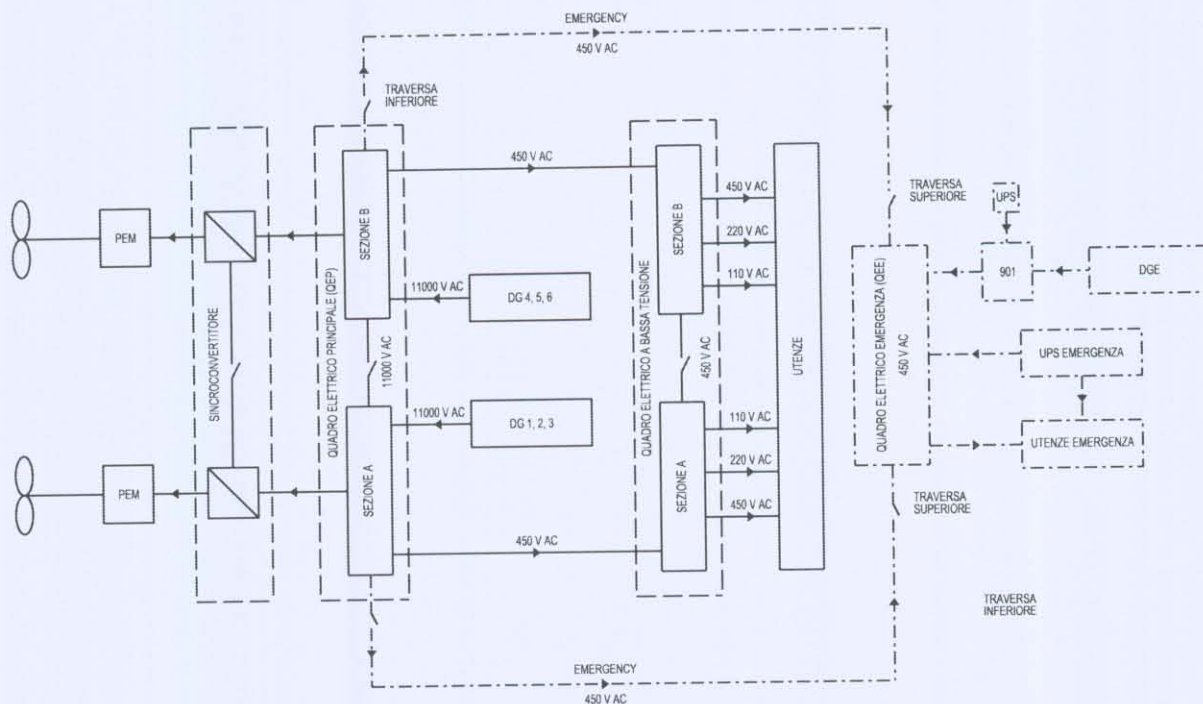 EMERGENCY
450 V AC
TRAVERSA
INFERIORE
450 V AC
SEZIONE B
SEZIONE B
450 V AC
220 V AC
110 V AC
TRAVERSA
SUPERIORE
UPS
901
DGE
PEM
SINCROCONVERTITORE
QUADRO ELETTRICO PRINCIPALE (QEP)
11000 V AC
DG 4, 5, 6
11000 V AC
QUADRO ELETTRICO A BASSA TENSIONE
450 V AC
UTENZE
QUADRO ELETTRICO EMERGENZA (QEE)
450 V AC
UPS EMERGENZA
UTENZE EMERGENZA
11000 V AC
DG 1, 2, 3
SEZIONE A
SEZIONE A
110 V AC
220 V AC
450 V AC
PEM
TRAVERSA
SUPERIORE
450 V AC
TRAVERSA
INFERIORE
EMERGENCY
450 V AC